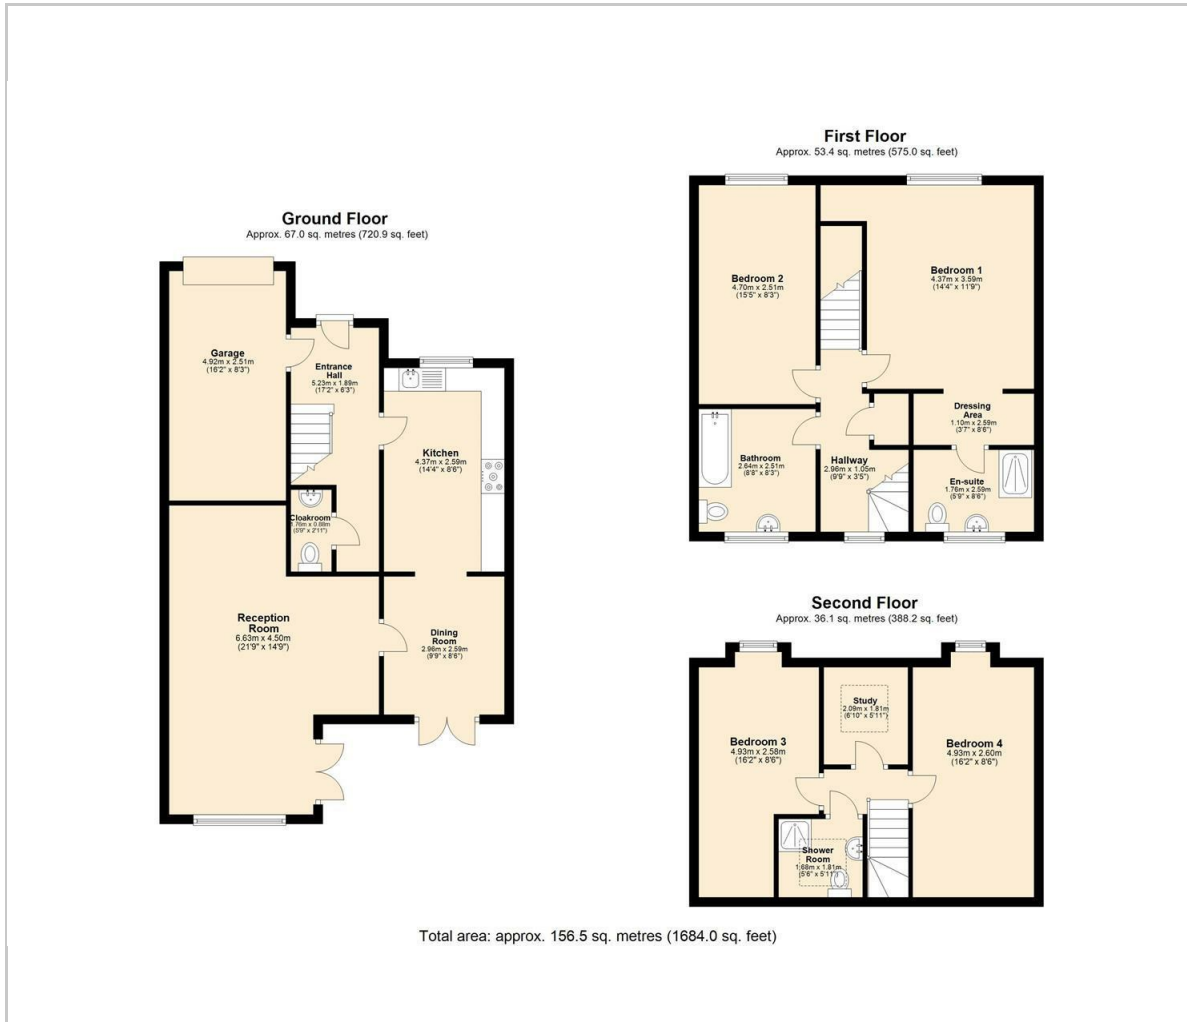 Ground Floor
Approx. 67.0 sq. metres (720.9 sq. feet)
Garage
4.92m x 2.51m
(16'2" x 8'3")
Entrance
Hall
5.23m x 1.89m
(17'2" x 6'3")
Kitchen
4.37m x 2.59m
(14'4" x 8'6")
Cloakroom
1.76m x 0.88m
(5'9" x 2'11")
Reception
Room
6.63m x 4.50m
(21'9" x 14'9")
Dining
Room
2.96m x 2.59m
(9'9" x 8'6")
First Floor
Approx. 53.4 sq. metres (575.0 sq. feet)
Bedroom 2
4.70m x 2.51m
(15'5" x 8'3")
Bedroom 1
4.37m x 3.59m
(14'4" x 11'9")
Dressing
Area
1.10m x 2.59m
(3'7" x 8'6")
Bathroom
2.64m x 2.51m
(8'8" x 8'3")
Hallway
2.96m x 1.05m
(9'9" x 3'5")
En-suite
1.76m x 2.59m
(5'9" x 8'6")
Second Floor
Approx. 36.1 sq. metres (388.2 sq. feet)
Study
2.09m x 1.81m
(6'10" x 5'11")
Bedroom 3
4.93m x 2.58m
(16'2" x 8'6")
Bedroom 4
4.93m x 2.60m
(16'2" x 8'6")
Shower
Room
1.68m x 1.81m
(5'6" x 5'11")
Total area: approx. 156.5 sq. metres (1684.0 sq. feet)